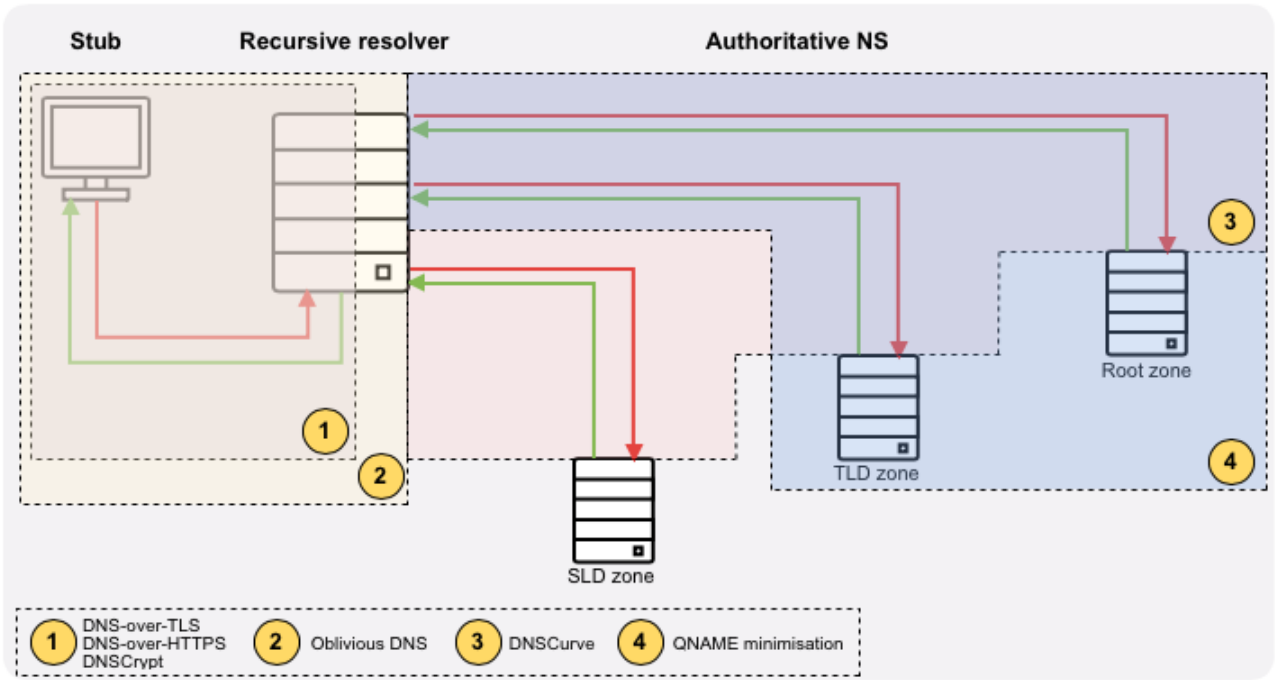 Stub
Recursive resolver
Authoritative NS
3
Root zone
1
2
TLD zone
4
SLD zone
1
DNS-over-TLS
DNS-over-HTTPS
DNSCrypt
2
Oblivious DNS
3
DNSCurve
4
QNAME minimisation